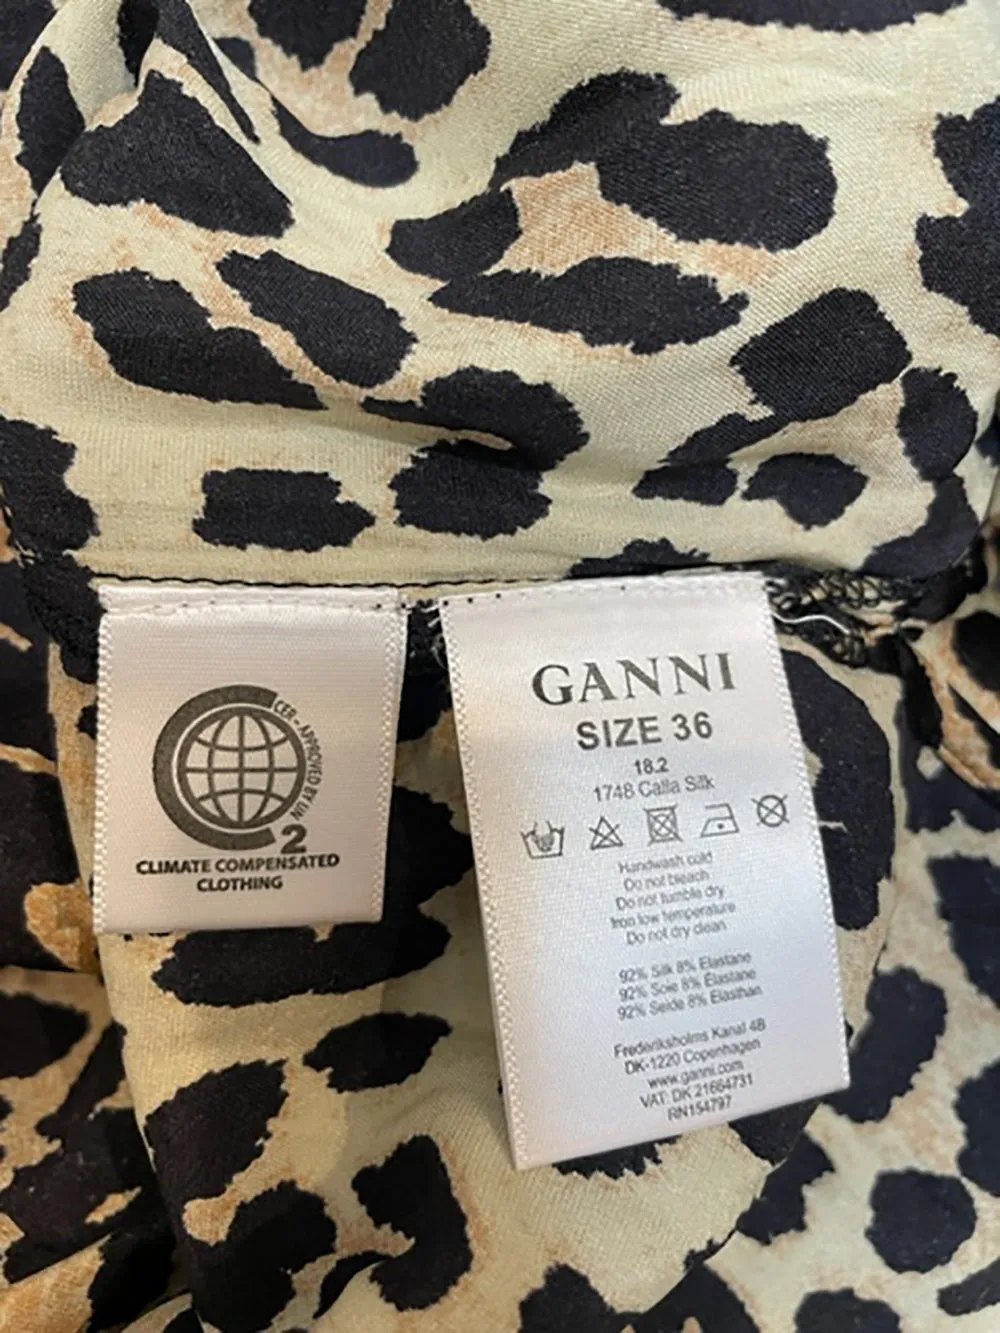 CER - APPROVED BY UN
2
CLIMATE COMPENSATED
CLOTHING
GANNI
SIZE 36
18.2
1748 Calla Silk
Handwash cold
Do not bleach
Do not tumble dry
Iron low temperature
Do not dry clean
92% Silk 8% Elastane
92% Soie 8% Elastane
92% Seide 8% Elasthan
Frederiksholms Kanal 4B
DK-1220 Copenhagen
www.ganni.com
VAT: DK 21664731
RN154797